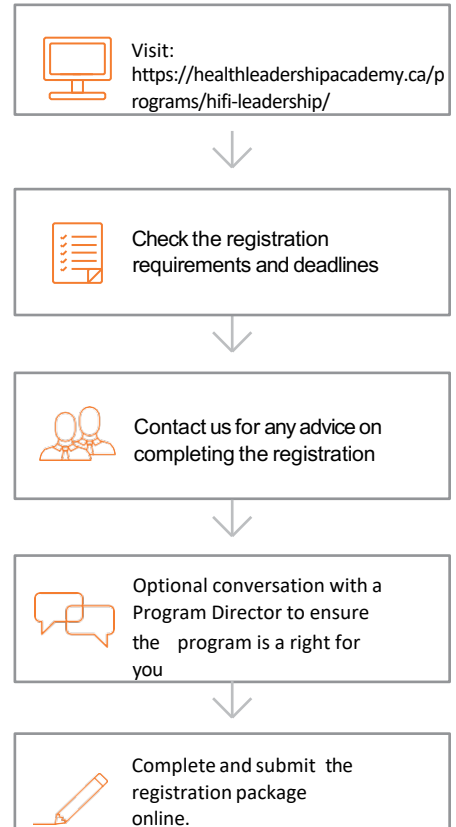 Visit:
https://healthleadershipacademy.ca/p
rograms/hifi-leadership/
Check the registration
requirements and deadlines
Contact us for any advice on
completing the registration
Optional conversation with a
Program Director to ensure
the program is a right for
you
Complete and submit the
registration package
online.